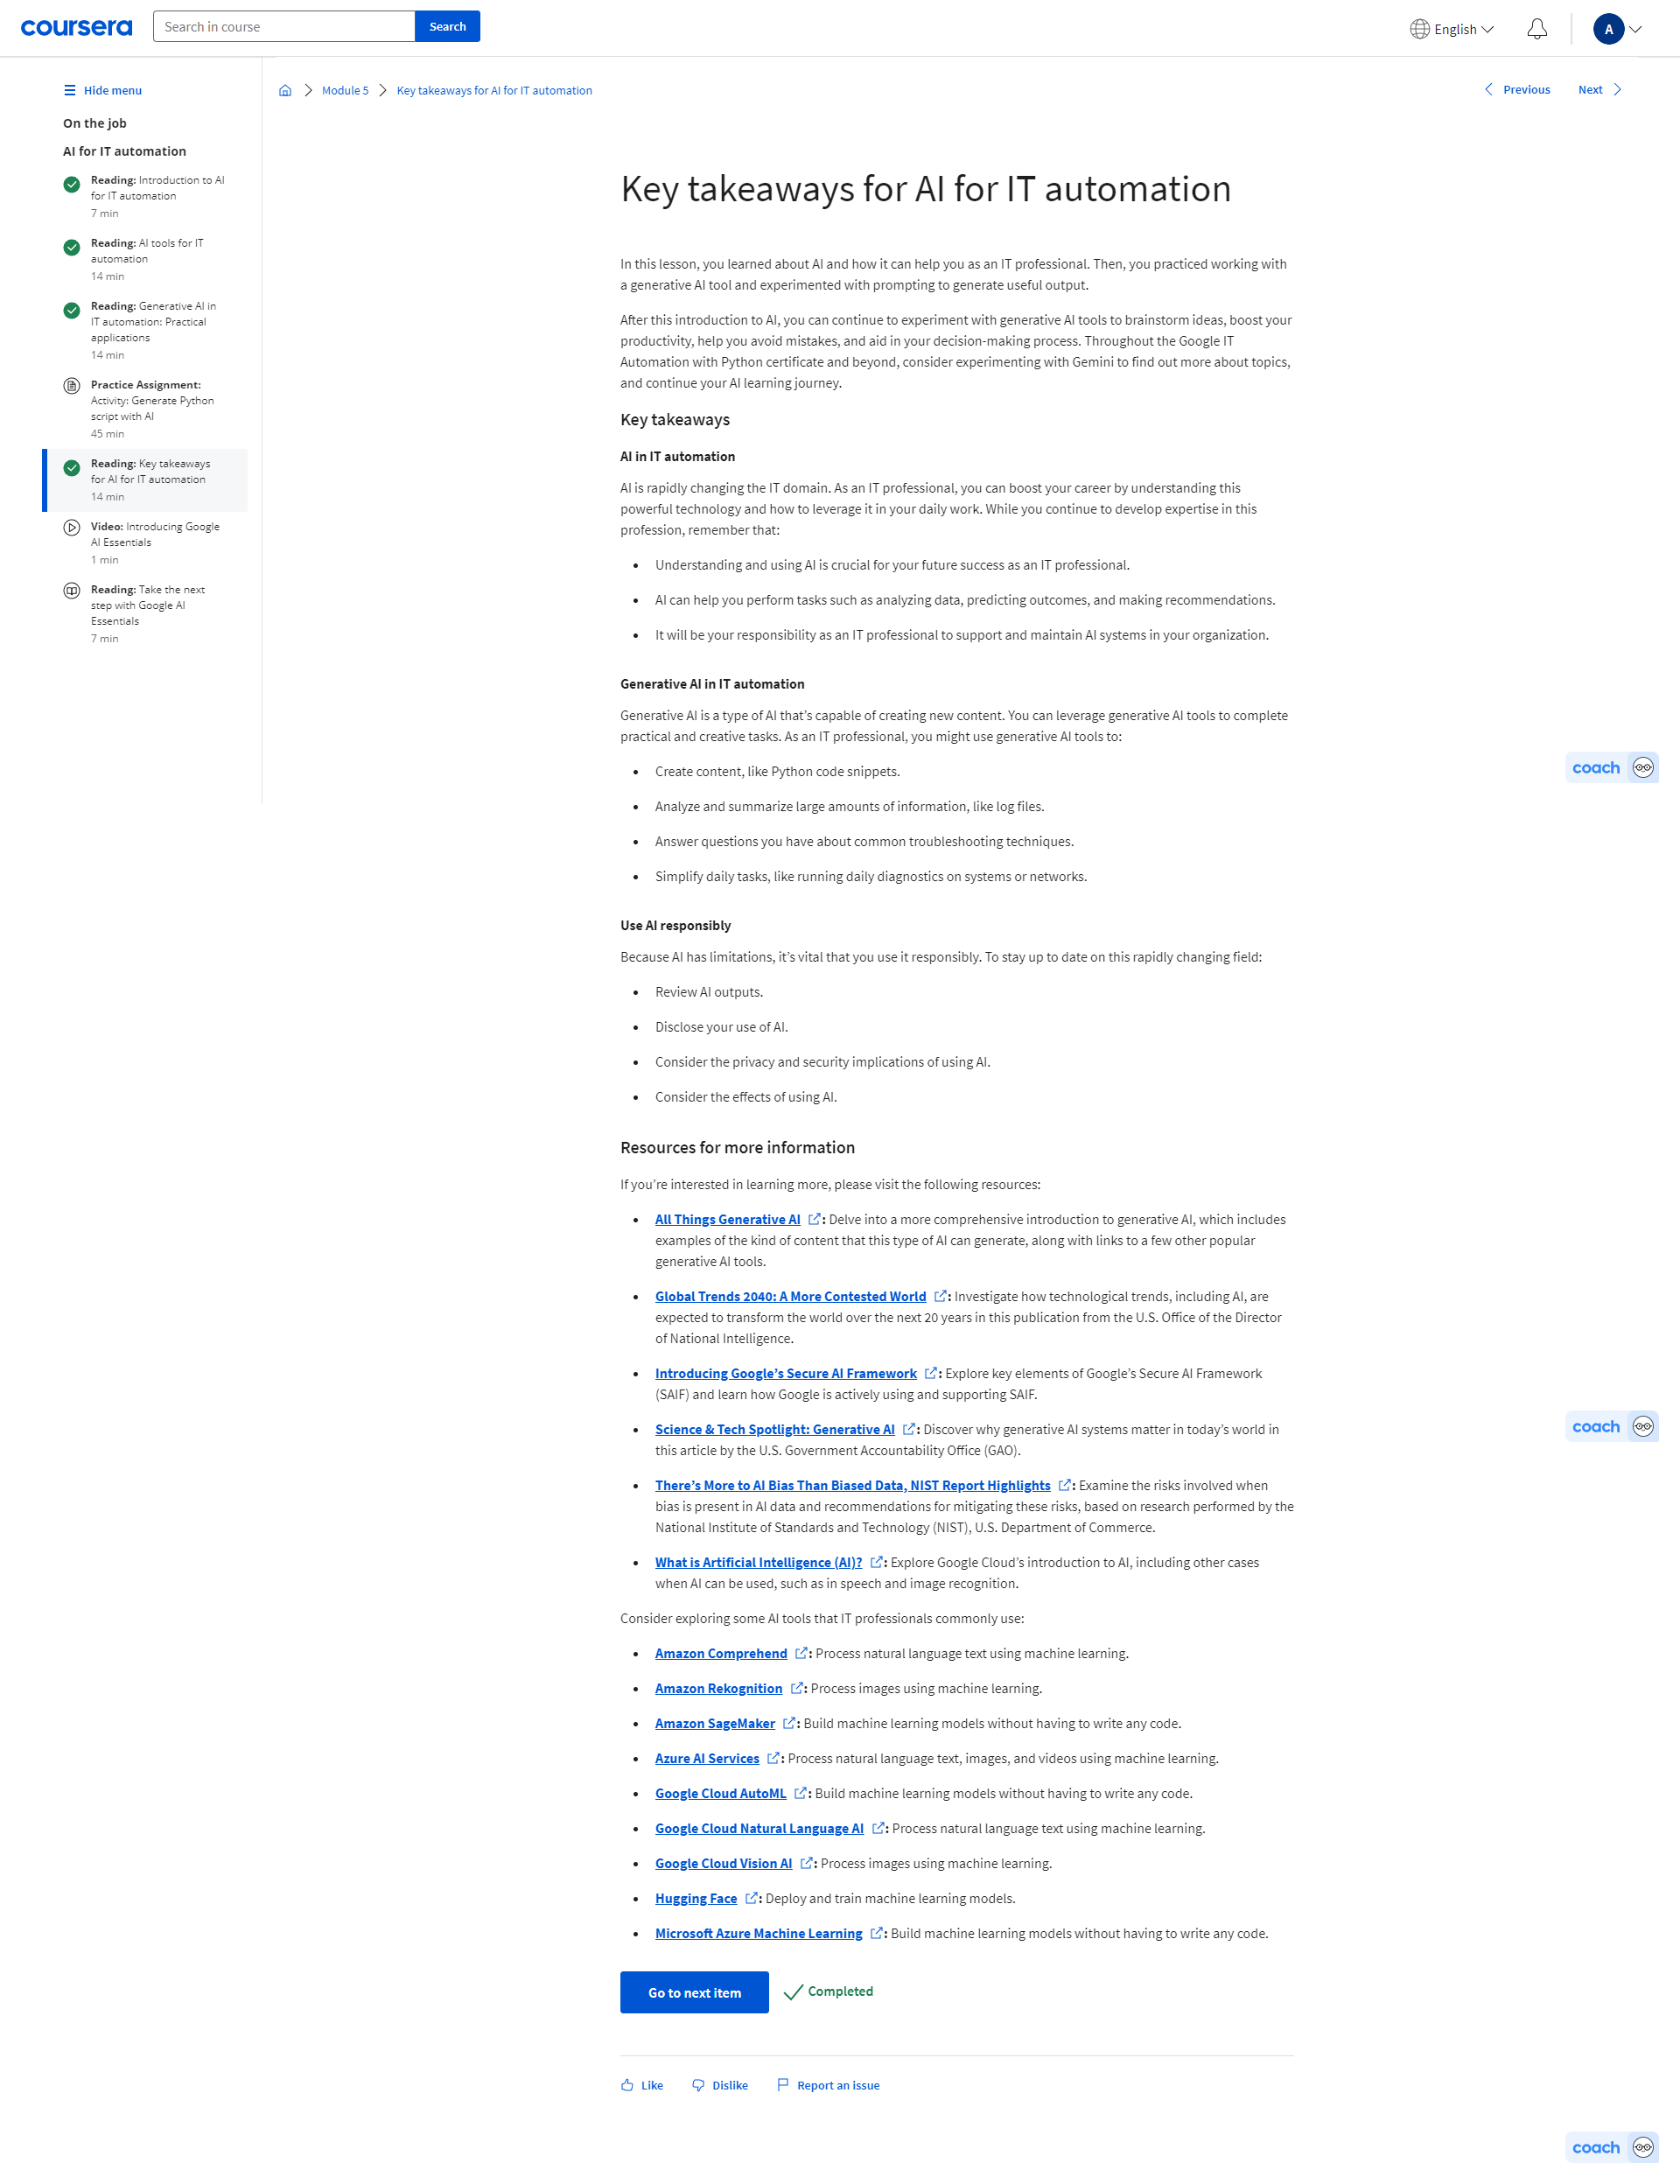 coursera
Search in course
Search
English
A
Hide menu
On the job
AI for IT automation
Reading: Introduction to AI
for IT automation
7 min
Reading: AI tools for IT
automation
14 min
Reading: Generative AI in
IT automation: Practical
applications
14 min
Practice Assignment:
Activity: Generate Python
script with AI
45 min
Reading: Key takeaways
for AI for IT automation
14 min
Video: Introducing Google
AI Essentials
1 min
Reading: Take the next
step with Google AI
Essentials
7 min
Module 5
Key takeaways for AI for IT automation
Previous
Next
Key takeaways for AI for IT automation
In this lesson, you learned about AI and how it can help you as an IT professional. Then, you practiced working with
a generative AI tool and experimented with prompting to generate useful output.
After this introduction to AI, you can continue to experiment with generative AI tools to brainstorm ideas, boost your
productivity, help you avoid mistakes, and aid in your decision-making process. Throughout the Google IT
Automation with Python certificate and beyond, consider experimenting with Gemini to find out more about topics,
and continue your AI learning journey.
Key takeaways
AI in IT automation
AI is rapidly changing the IT domain. As an IT professional, you can boost your career by understanding this
powerful technology and how to leverage it in your daily work. While you continue to develop expertise in this
profession, remember that:
• Understanding and using AI is crucial for your future success as an IT professional.
• AI can help you perform tasks such as analyzing data, predicting outcomes, and making recommendations.
• It will be your responsibility as an IT professional to support and maintain AI systems in your organization.
Generative AI in IT automation
Generative AI is a type of AI that’s capable of creating new content. You can leverage generative AI tools to complete
practical and creative tasks. As an IT professional, you might use generative AI tools to:
coach
• Create content, like Python code snippets.
• Analyze and summarize large amounts of information, like log files.
• Answer questions you have about common troubleshooting techniques.
• Simplify daily tasks, like running daily diagnostics on systems or networks.
Use AI responsibly
Because AI has limitations, it’s vital that you use it responsibly. To stay up to date on this rapidly changing field:
• Review AI outputs.
• Disclose your use of AI.
• Consider the privacy and security implications of using AI.
• Consider the effects of using AI.
Resources for more information
If you’re interested in learning more, please visit the following resources:
• All Things Generative AI : Delve into a more comprehensive introduction to generative AI, which includes
examples of the kind of content that this type of AI can generate, along with links to a few other popular
generative AI tools.
• Global Trends 2040: A More Contested World : Investigate how technological trends, including AI, are
expected to transform the world over the next 20 years in this publication from the U.S. Office of the Director
of National Intelligence.
• Introducing Google’s Secure AI Framework : Explore key elements of Google’s Secure AI Framework
(SAIF) and learn how Google is actively using and supporting SAIF.
• Science & Tech Spotlight: Generative AI : Discover why generative AI systems matter in today’s world in
this article by the U.S. Government Accountability Office (GAO).
coach
• There’s More to AI Bias Than Biased Data, NIST Report Highlights : Examine the risks involved when
bias is present in AI data and recommendations for mitigating these risks, based on research performed by the
National Institute of Standards and Technology (NIST), U.S. Department of Commerce.
• What is Artificial Intelligence (AI)? : Explore Google Cloud’s introduction to AI, including other cases
when AI can be used, such as in speech and image recognition.
Consider exploring some AI tools that IT professionals commonly use:
• Amazon Comprehend : Process natural language text using machine learning.
• Amazon Rekognition : Process images using machine learning.
• Amazon SageMaker : Build machine learning models without having to write any code.
• Azure AI Services : Process natural language text, images, and videos using machine learning.
• Google Cloud AutoML : Build machine learning models without having to write any code.
• Google Cloud Natural Language AI : Process natural language text using machine learning.
• Google Cloud Vision AI : Process images using machine learning.
• Hugging Face : Deploy and train machine learning models.
• Microsoft Azure Machine Learning : Build machine learning models without having to write any code.
Go to next item
Completed
Like
Dislike
Report an issue
coach